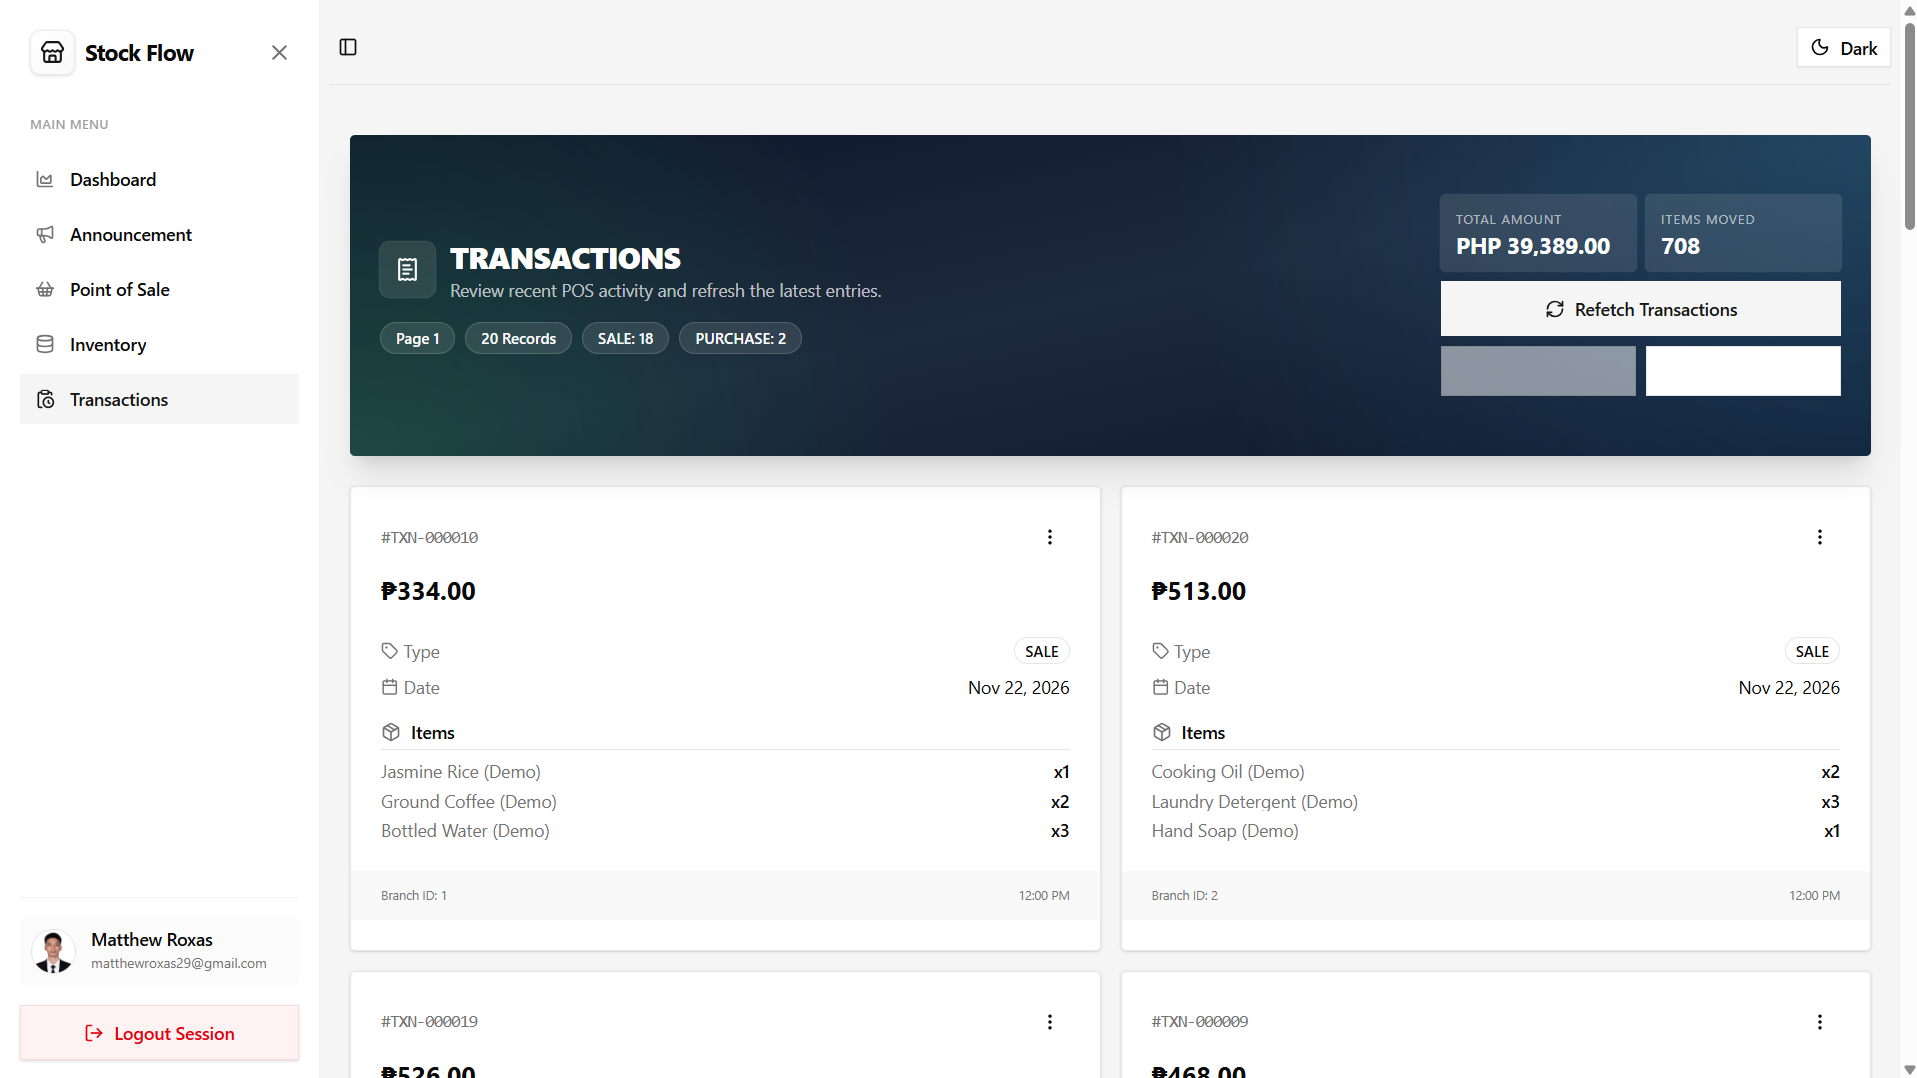 Stock Flow
MAIN MENU
Dashboard
Announcement
Point of Sale
Inventory
Transactions
Matthew Roxas
matthewroxas29@gmail.com
Logout Session
Dark
TRANSACTIONS
Review recent POS activity and refresh the latest entries.
Page 1
20 Records
SALE: 18
PURCHASE: 2
TOTAL AMOUNT
PHP 39,389.00
ITEMS MOVED
708
Refetch Transactions
#TXN-000010
₱334.00
Type SALE
Date Nov 22, 2026
Items
Jasmine Rice (Demo) x1
Ground Coffee (Demo) x2
Bottled Water (Demo) x3
Branch ID: 1 12:00 PM
#TXN-000020
₱513.00
Type SALE
Date Nov 22, 2026
Items
Cooking Oil (Demo) x2
Laundry Detergent (Demo) x3
Hand Soap (Demo) x1
Branch ID: 2 12:00 PM
#TXN-000019
₱526.00
#TXN-000009
₱468.00